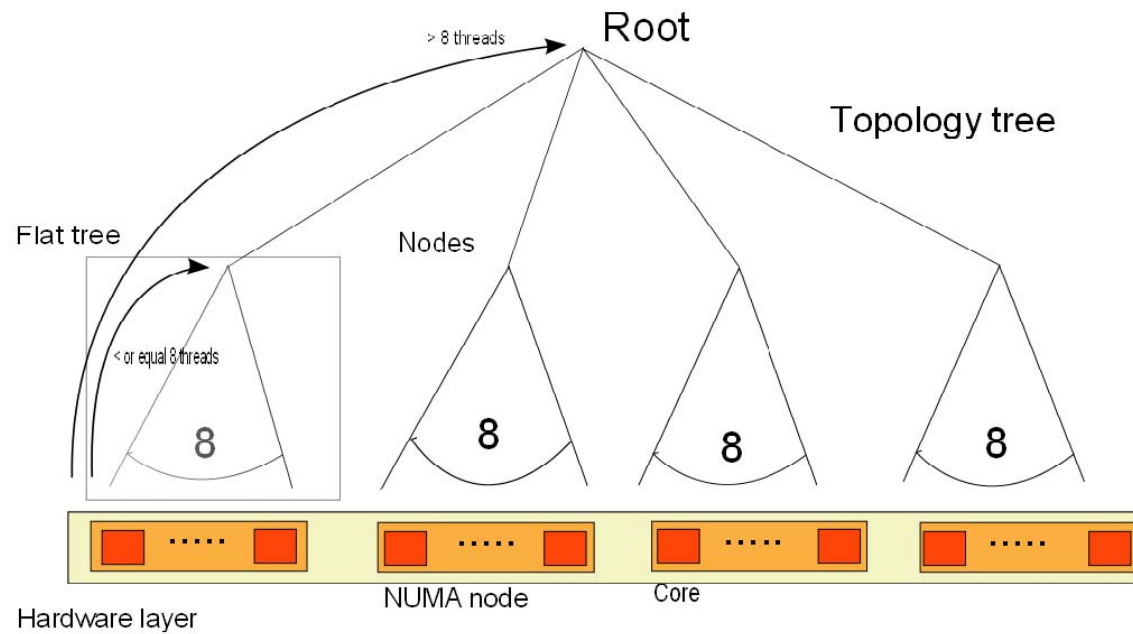 Root
> 8 threads
Topology tree
Flat tree
Nodes
< or equal 8 threads
8
8
8
8
NUMA node
Core
Hardware layer